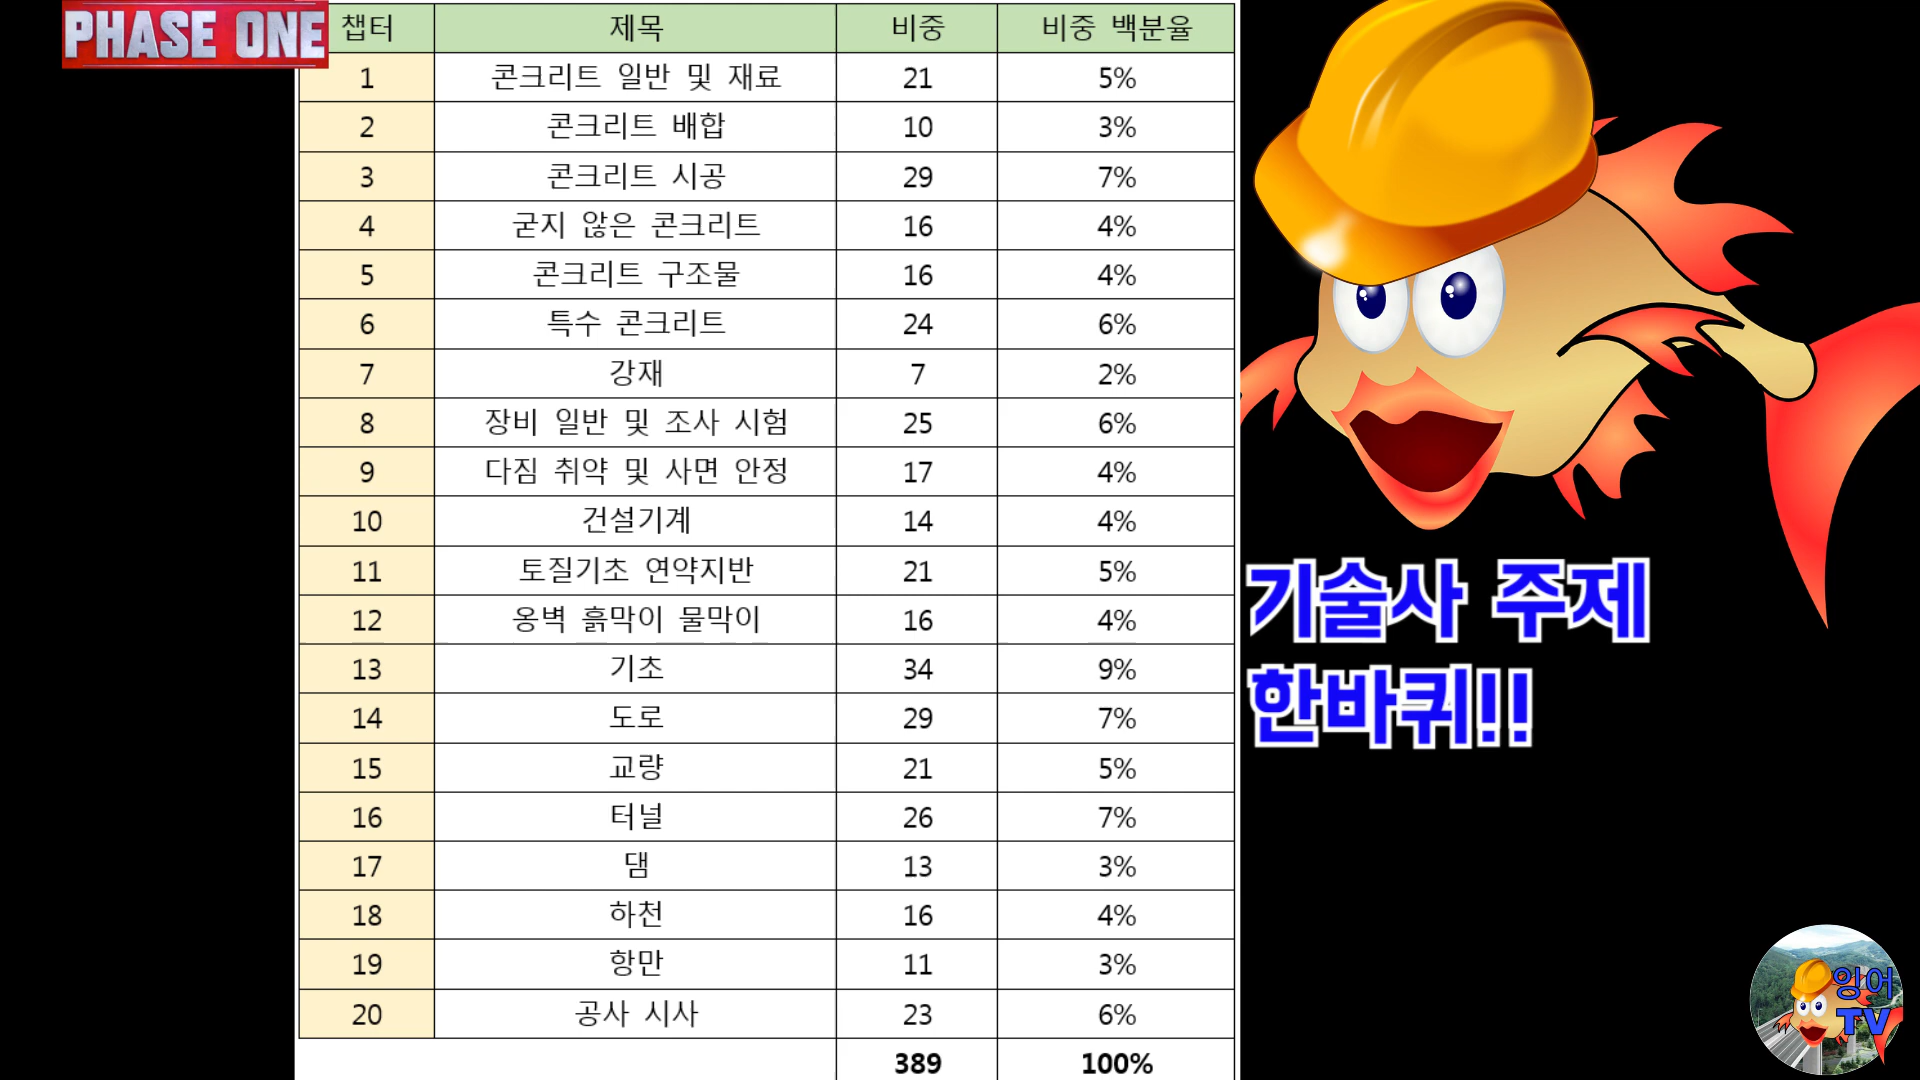 PHASE ONE
챕터 제목 비중 비중 백분율
1 콘크리트 일반 및 재료 21 5%
2 콘크리트 배합 10 3%
3 콘크리트 시공 29 7%
4 굳지 않은 콘크리트 16 4%
5 콘크리트 구조물 16 4%
6 특수 콘크리트 24 6%
7 강재 7 2%
8 장비 일반 및 조사 시험 25 6%
9 다짐 취약 및 사면 안정 17 4%
10 건설기계 14 4%
11 토질기초 연약지반 21 5%
12 옹벽 흙막이 물막이 16 4%
13 기초 34 9%
14 도로 29 7%
15 교량 21 5%
16 터널 26 7%
17 댐 13 3%
18 하천 16 4%
19 항만 11 3%
20 공사 시사 23 6%
389 100%
기술사 주제
한바퀴!!
잉어
TV